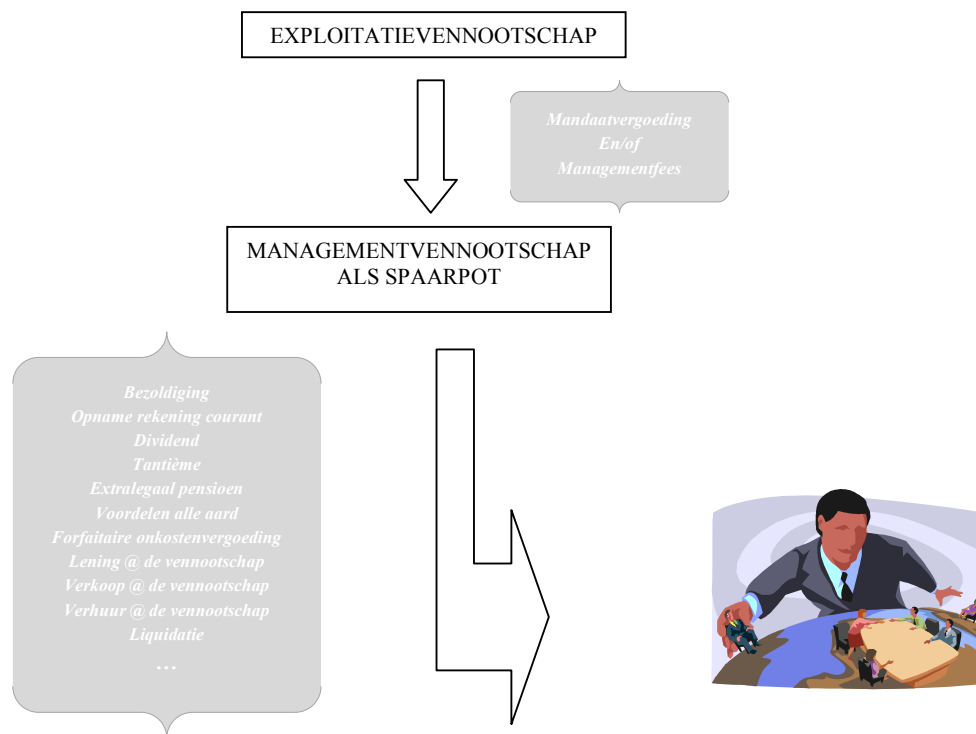 EXPLOITATIEVENNOOTSCHAP
Mandaatvergoeding
En/of
Managementfees
MANAGEMENTVENNOOTSCHAP
ALS SPAARPOT
Bezoldiging
Opname rekening courant
Dividend
Tantième
Extralegaal pensioen
Voordelen alle aard
Forfaitaire onkostenvergoeding
Lening @ de vennootschap
Verkoop @ de vennootschap
Verhuur @ de vennootschap
Liquidatie
…